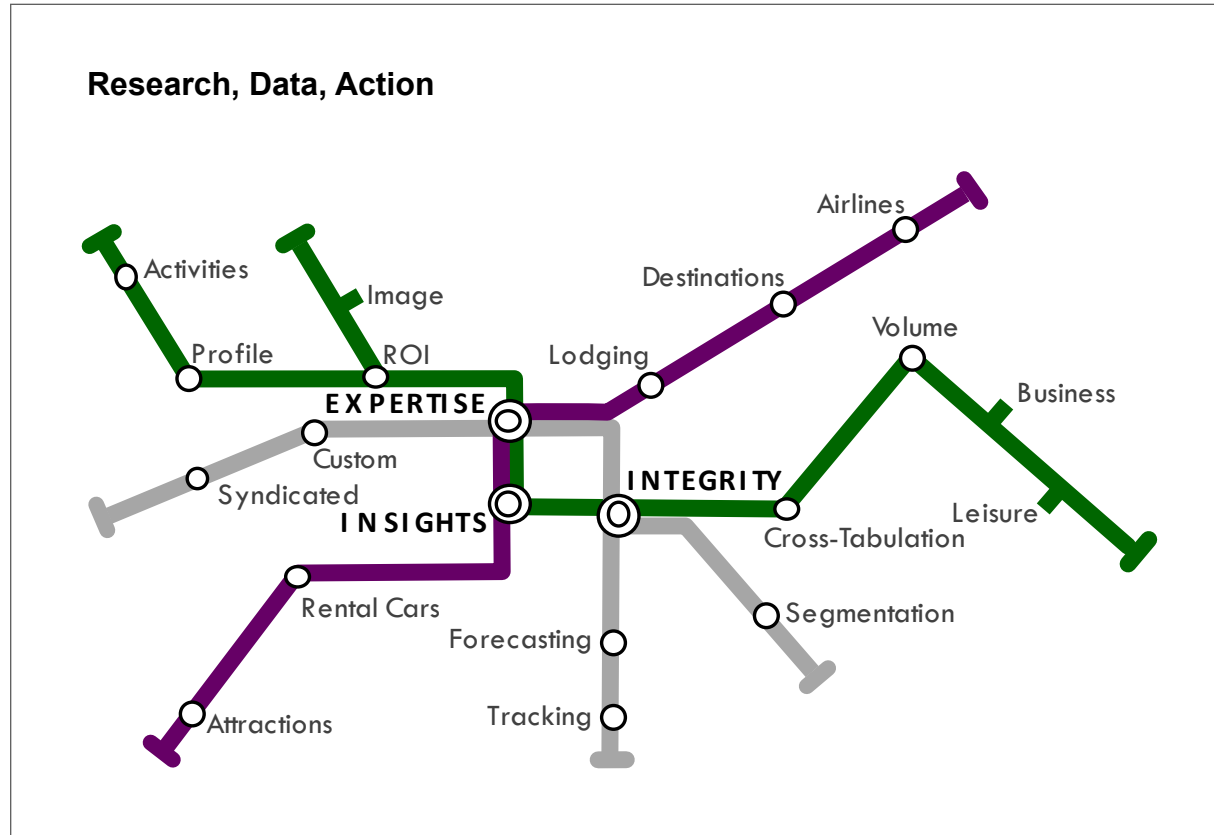 Research, Data, Action
Airlines
Activities
Destinations
Image
Volume
Profile
ROI
Lodging
Business
EXPERTISE
Custom
INTEGRITY
Syndicated
INSIGHTS
Leisure
Cross-Tabulation
Rental Cars
Segmentation
Forecasting
Tracking
Attractions